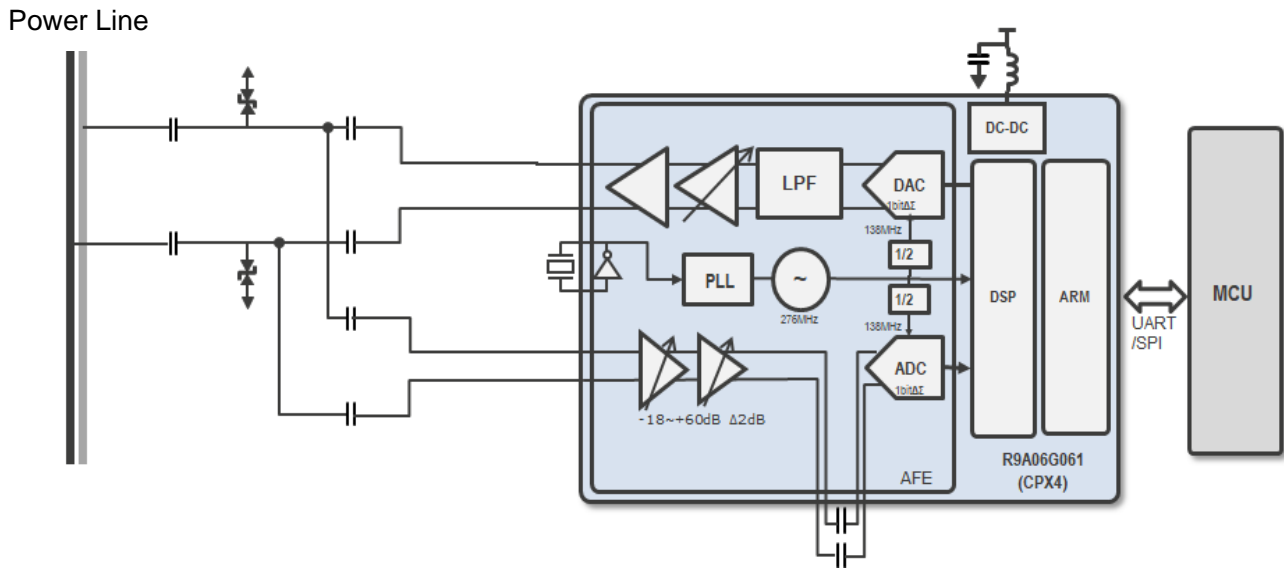 Power Line
DC-DC
LPF
DAC
1bitΔΣ
138MHz
1/2
PLL
~
276MHz
1/2
138MHz
DSP
ARM
UART
/SPI
MCU
ADC
1bitΔΣ
-18~+60dB Δ2dB
R9A06G061
(CPX4)
AFE